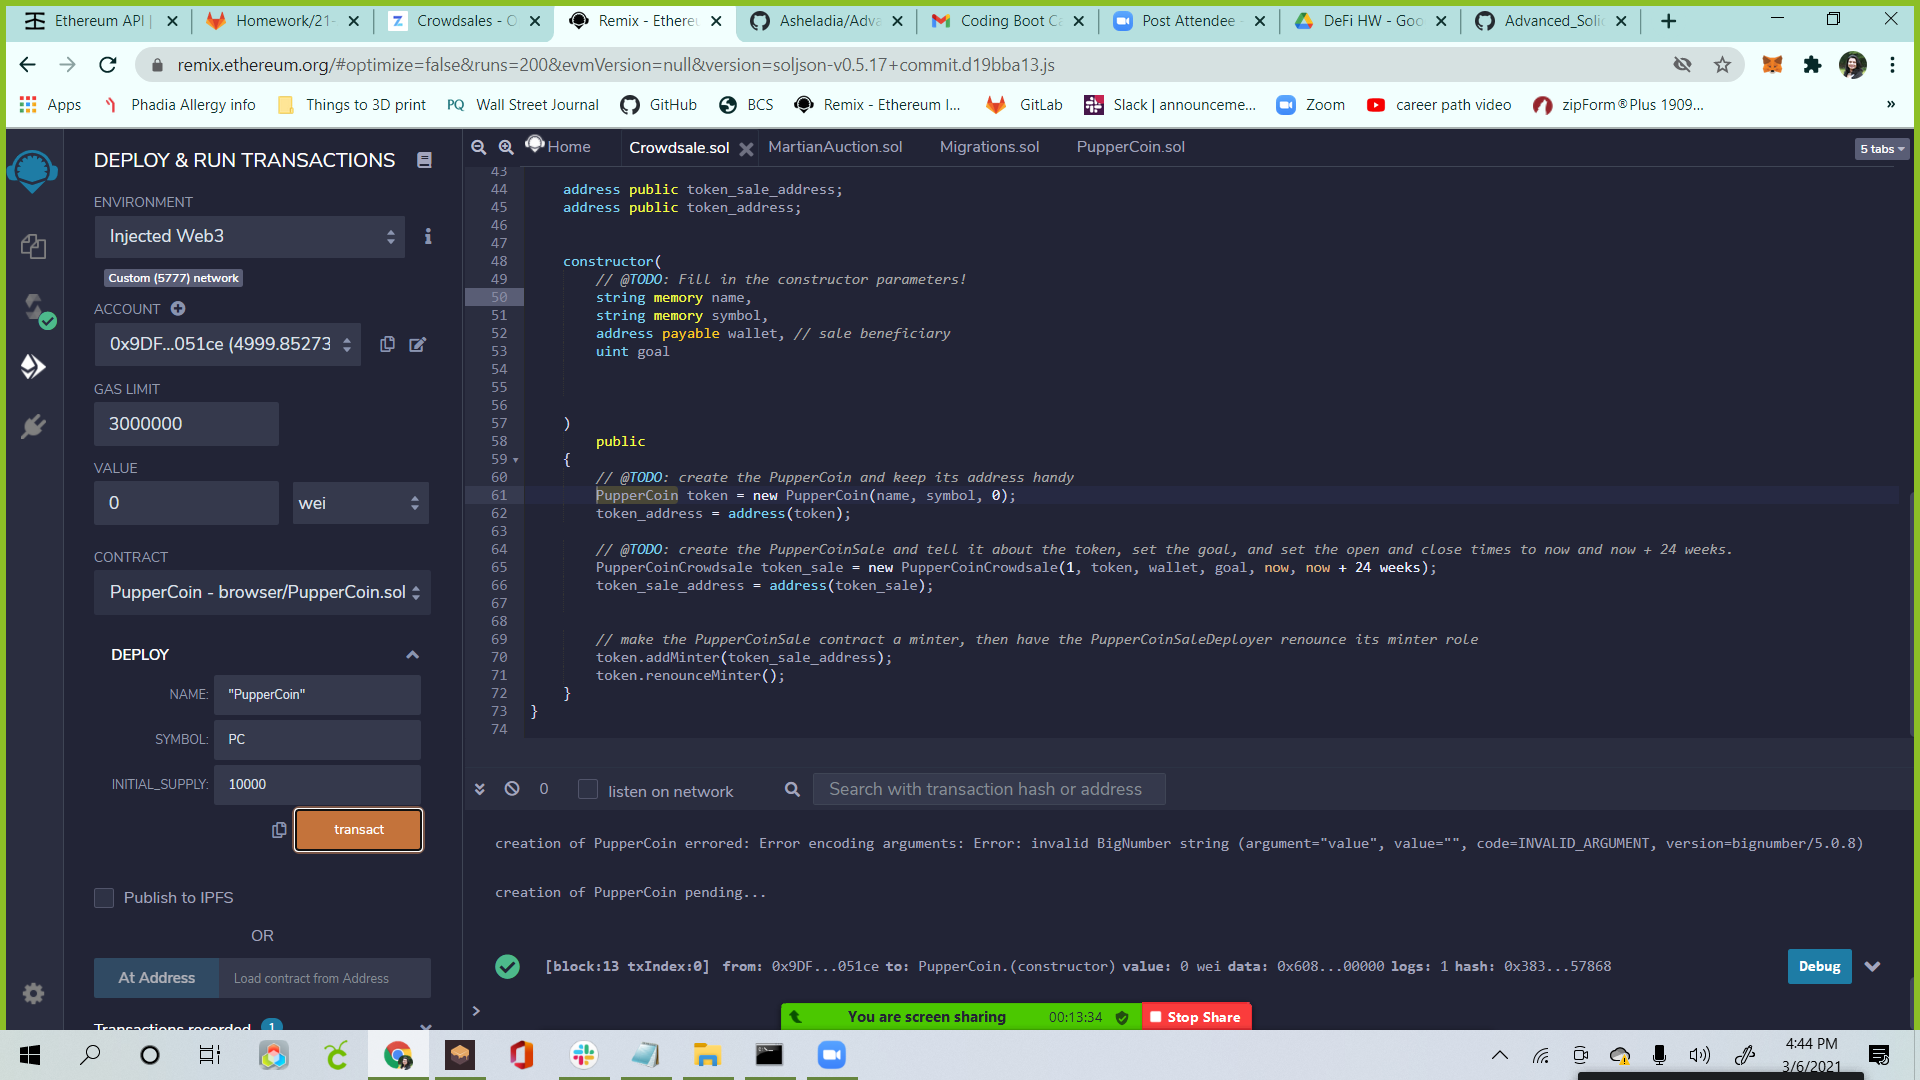 Ethereum API |
Homework/21-
Crowdsales - O
Remix - Ethereu
Asheladia/Adva
Coding Boot Ca
Post Attendee -
DeFi HW - Goo
Advanced_Solid
remix.ethereum.org/#optimize=false&runs=200&evmVersion=null&version=soljson-v0.5.17+commit.d19bba13.js
Apps
Phadia Allergy info
Things to 3D print
PQ Wall Street Journal
GitHub
BCS
Remix - Ethereum I...
GitLab
Slack | announceme...
Zoom
career path video
zipForm®Plus 1909...
»
DEPLOY & RUN TRANSACTIONS
ENVIRONMENT
Injected Web3
i
Custom (5777) network
ACCOUNT
0x9DF...051ce (4999.85273
GAS LIMIT
3000000
VALUE
0
wei
CONTRACT
PupperCoin - browser/PupperCoin.sol
DEPLOY
NAME: "PupperCoin"
SYMBOL: PC
INITIAL_SUPPLY: 10000
transact
Publish to IPFS
OR
At Address Load contract from Address
Transactions recorded 1
Home
Crowdsale.sol
MartianAuction.sol
Migrations.sol
PupperCoin.sol
5 tabs
43
44 address public token_sale_address;
45 address public token_address;
46
47
48 constructor(
49 // @TODO: Fill in the constructor parameters!
50 string memory name,
51 string memory symbol,
52 address payable wallet, // sale beneficiary
53 uint goal
54
55
56
57 )
58 public
59 {
60 // @TODO: create the PupperCoin and keep its address handy
61 PupperCoin token = new PupperCoin(name, symbol, 0);
62 token_address = address(token);
63
64 // @TODO: create the PupperCoinSale and tell it about the token, set the goal, and set the open and close times to now and now + 24 weeks.
65 PupperCoinCrowdsale token_sale = new PupperCoinCrowdsale(1, token, wallet, goal, now, now + 24 weeks);
66 token_sale_address = address(token_sale);
67
68
69 // make the PupperCoinSale contract a minter, then have the PupperCoinSaleDeployer renounce its minter role
70 token.addMinter(token_sale_address);
71 token.renounceMinter();
72 }
73 }
74
0
listen on network
Search with transaction hash or address
creation of PupperCoin errored: Error encoding arguments: Error: invalid BigNumber string (argument="value", value="", code=INVALID_ARGUMENT, version=bignumber/5.0.8)
creation of PupperCoin pending...
[block:13 txIndex:0] from: 0x9DF...051ce to: PupperCoin.(constructor) value: 0 wei data: 0x608...00000 logs: 1 hash: 0x383...57868
Debug
>
You are screen sharing
00:13:34
Stop Share
4:44 PM
3/6/2021